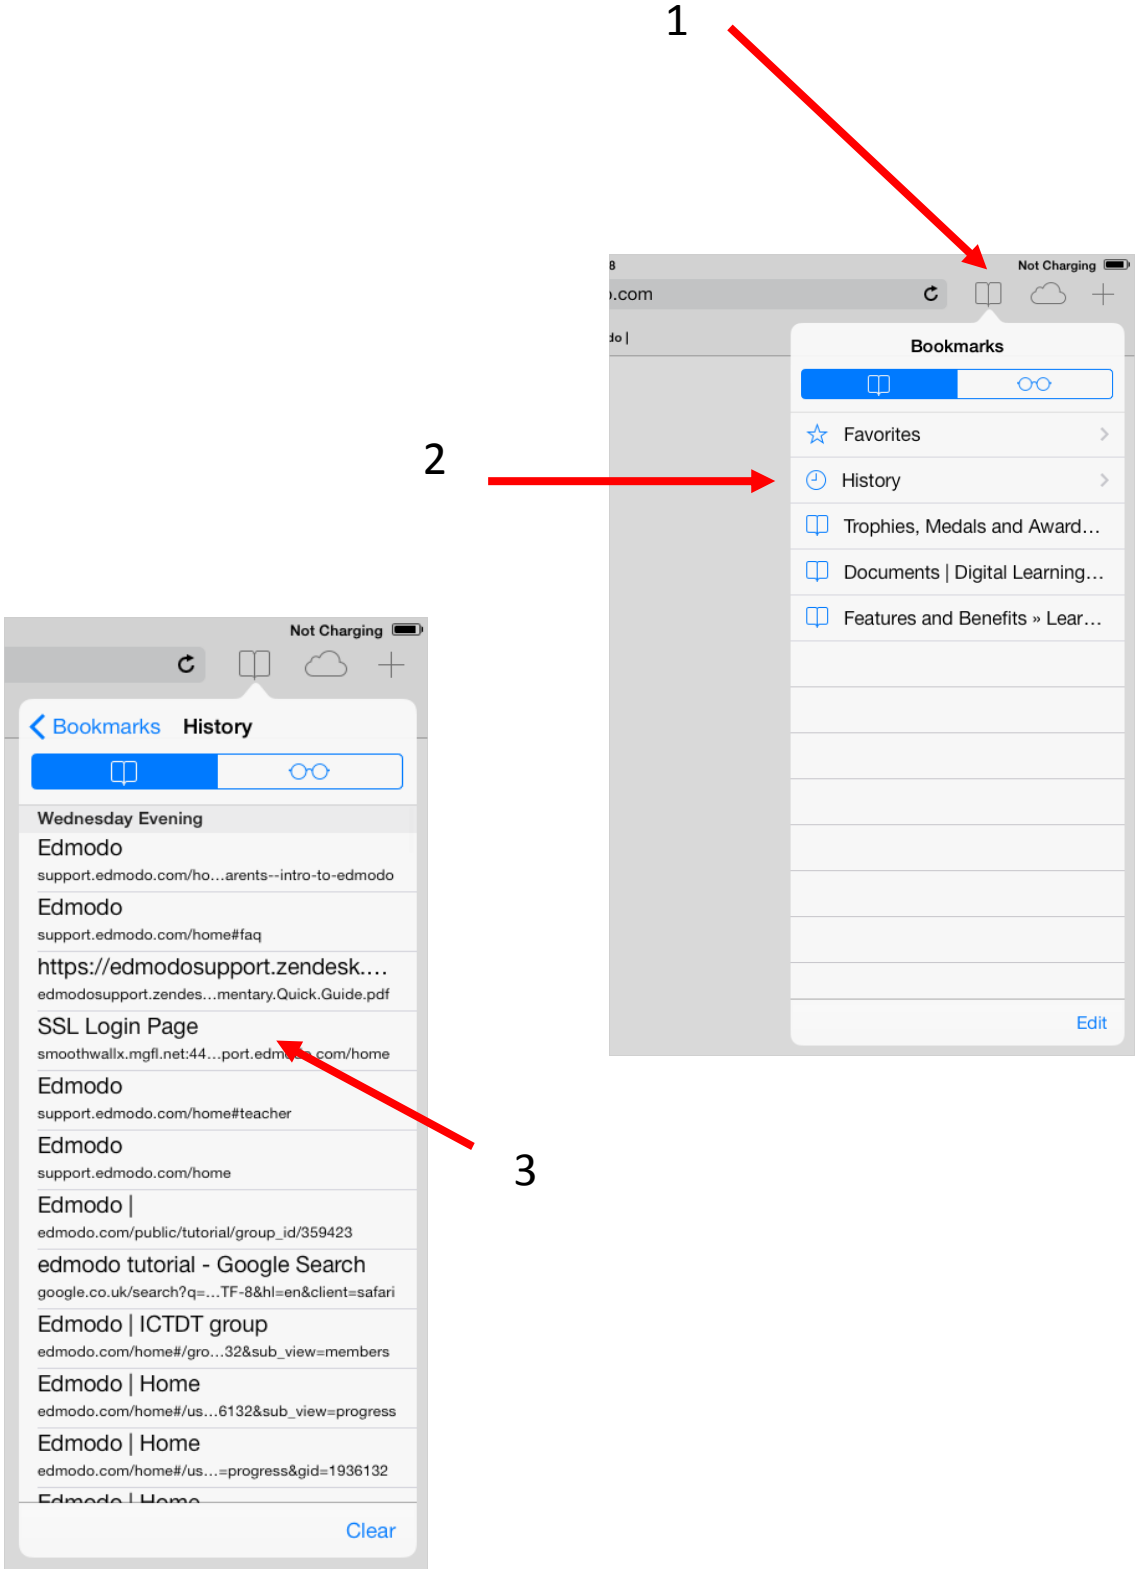 1
8
Not Charging
.com
do |
Bookmarks
Favorites
2
History
Trophies, Medals and Award...
Documents | Digital Learning...
Features and Benefits » Lear...
Edit
Not Charging
Bookmarks History
Wednesday Evening
Edmodo
support.edmodo.com/ho...arents--intro-to-edmodo
Edmodo
support.edmodo.com/home#faq
https://edmodosupport.zendesk....
edmodosupport.zendes...mentary.Quick.Guide.pdf
SSL Login Page
smoothwallx.mgfl.net:44...port.edmodo.com/home
Edmodo
support.edmodo.com/home#teacher
Edmodo
support.edmodo.com/home
3
Edmodo |
edmodo.com/public/tutorial/group_id/359423
edmodo tutorial - Google Search
google.co.uk/search?q=...TF-8&hl=en&client=safari
Edmodo | ICTDT group
edmodo.com/home#/gro...32&sub_view=members
Edmodo | Home
edmodo.com/home#/us...6132&sub_view=progress
Edmodo | Home
edmodo.com/home#/us...=progress&gid=1936132
Edmodo | Home
Clear